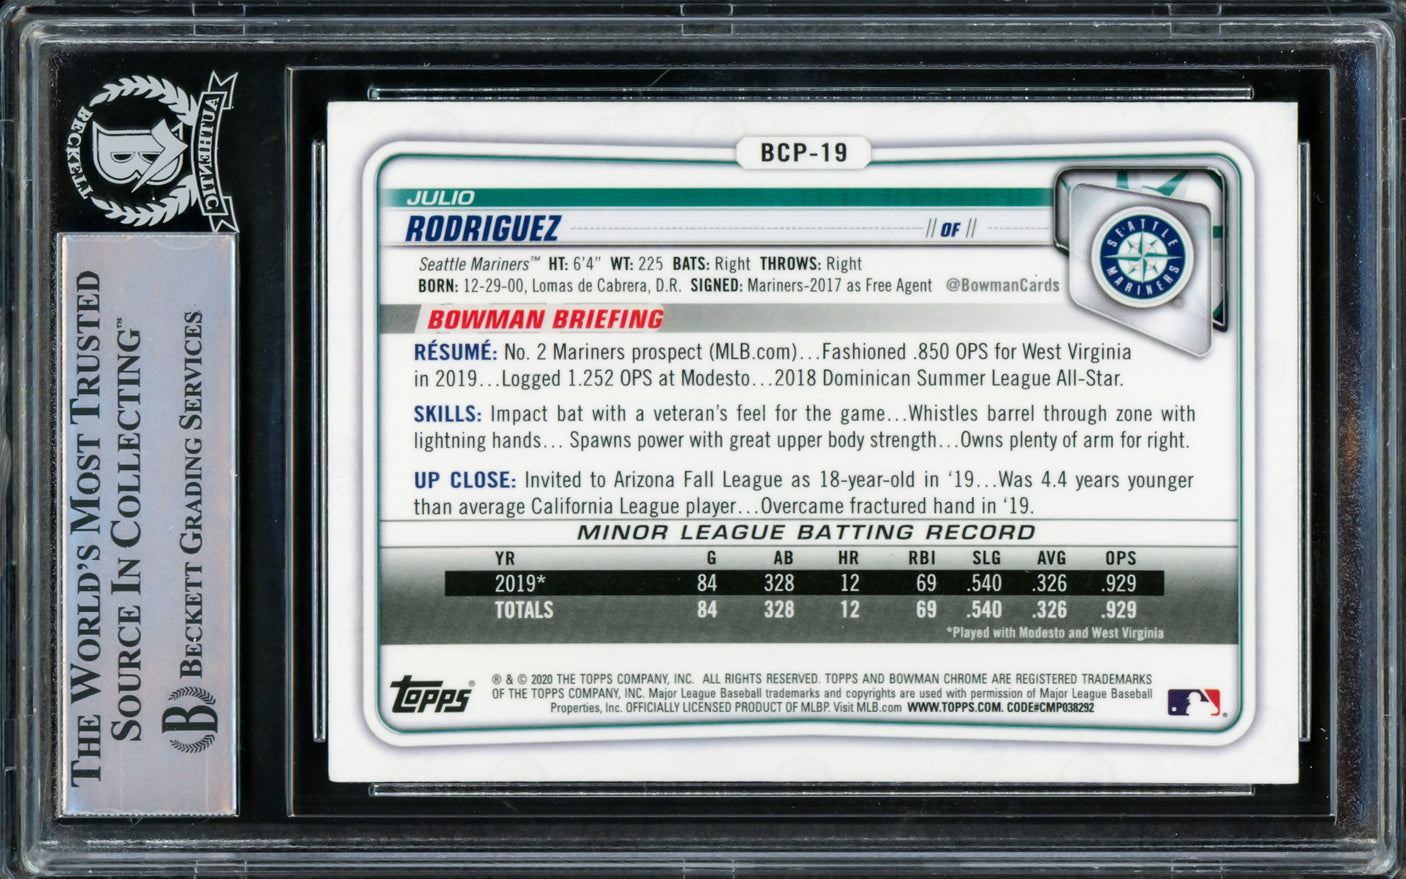 BECKETT
AUTHENTIC
B
THE WORLD'S MOST TRUSTED
SOURCE IN COLLECTING™
BECKETT GRADING SERVICES
B
BCP-19
JULIO
RODRIGUEZ
// OF //
SEATTLE MARINERS
Seattle Mariners™ HT: 6'4" WT: 225 BATS: Right THROWS: Right
BORN: 12-29-00, Lomas de Cabrera, D.R. SIGNED: Mariners-2017 as Free Agent @BowmanCards
BOWMAN BRIEFING
RÉSUMÉ: No. 2 Mariners prospect (MLB.com)...Fashioned .850 OPS for West Virginia
in 2019...Logged 1.252 OPS at Modesto...2018 Dominican Summer League All-Star.
SKILLS: Impact bat with a veteran's feel for the game...Whistles barrel through zone with
lightning hands... Spawns power with great upper body strength...Owns plenty of arm for right.
UP CLOSE: Invited to Arizona Fall League as 18-year-old in ‘19...Was 4.4 years younger
than average California League player...Overcame fractured hand in ‘19.
MINOR LEAGUE BATTING RECORD
YR G AB HR RBI SLG AVG OPS
2019* 84 328 12 69 .540 .326 .929
TOTALS 84 328 12 69 .540 .326 .929
*Played with Modesto and West Virginia
topps®
® & © 2020 THE TOPPS COMPANY, INC. ALL RIGHTS RESERVED. TOPPS AND BOWMAN CHROME ARE REGISTERED TRADEMARKS
OF THE TOPPS COMPANY, INC. Major League Baseball trademarks and copyrights are used with permission of Major League Baseball
Properties, Inc. OFFICIALLY LICENSED PRODUCT OF MLBP. Visit MLB.com WWW.TOPPS.COM. CODE#CMP038292